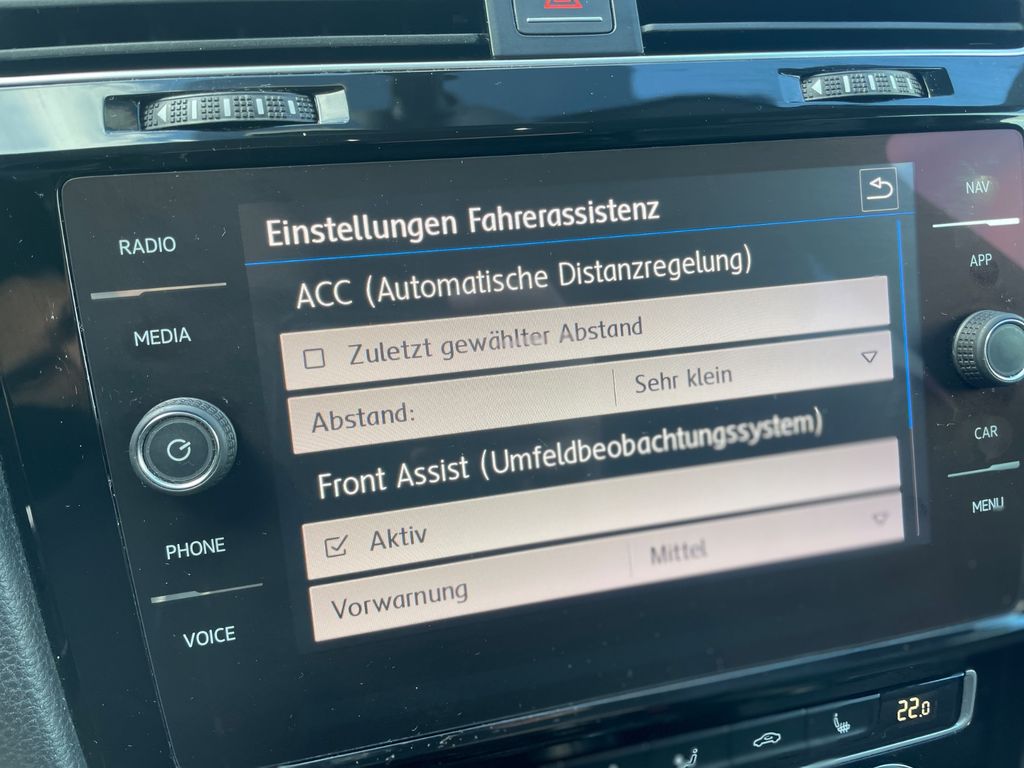 Einstellungen Fahrerassistenz
ACC (Automatische Distanzregelung)
Zuletzt gewählter Abstand
Abstand: Sehr klein
Front Assist (Umfeldbeobachtungssystem)
Aktiv
Vorwarnung Mittel
RADIO
MEDIA
PHONE
VOICE
NAV
APP
CAR
MENU
22.0